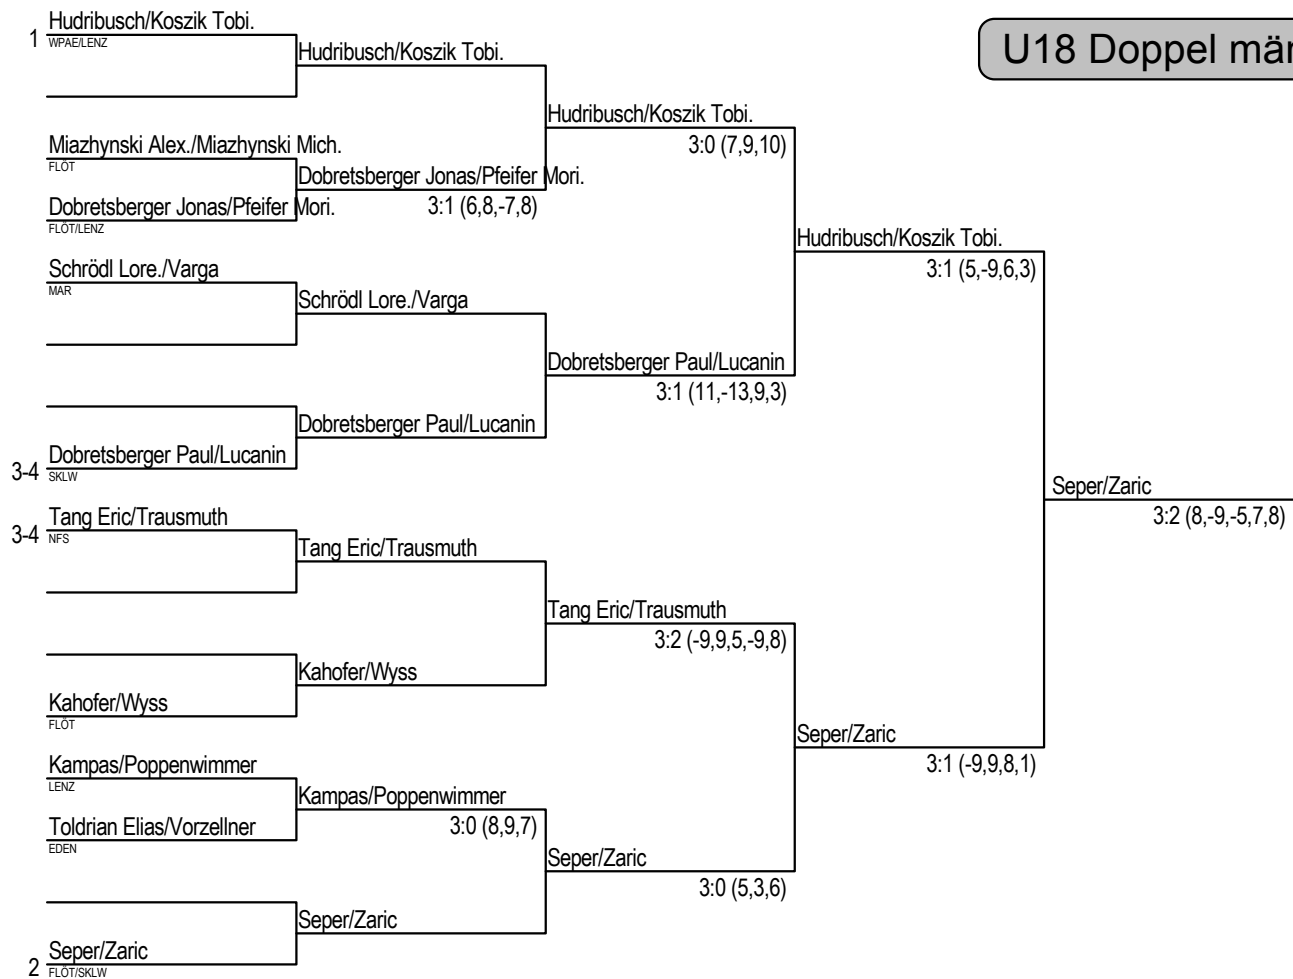 Hudribusch/Koszik Tobi.
1 WPAE/LENZ
Hudribusch/Koszik Tobi.
U18 Doppel mär
Hudribusch/Koszik Tobi.
3:0 (7,9,10)
Miazhynski Alex./Miazhynski Mich.
FLÖT
Dobretsberger Jonas/Pfeifer Mori.
3:1 (6,8,-7,8)
Dobretsberger Jonas/Pfeifer Mori.
FLÖT/LENZ
Hudribusch/Koszik Tobi.
3:1 (5,-9,6,3)
Schrödl Lore./Varga
MAR
Schrödl Lore./Varga
Dobretsberger Paul/Lucanin
3:1 (11,-13,9,3)
Dobretsberger Paul/Lucanin
Dobretsberger Paul/Lucanin
3-4 SKLW
Seper/Zaric
3:2 (8,-9,-5,7,8)
Tang Eric/Trausmuth
3-4 NFS
Tang Eric/Trausmuth
Tang Eric/Trausmuth
3:2 (-9,9,5,-9,8)
Kahofer/Wyss
Kahofer/Wyss
FLÖT
Seper/Zaric
3:1 (-9,9,8,1)
Kampas/Poppenwimmer
LENZ
Kampas/Poppenwimmer
3:0 (8,9,7)
Toldrian Elias/Vorzellner
EDEN
Seper/Zaric
3:0 (5,3,6)
Seper/Zaric
Seper/Zaric
2 FLÖT/SKLW